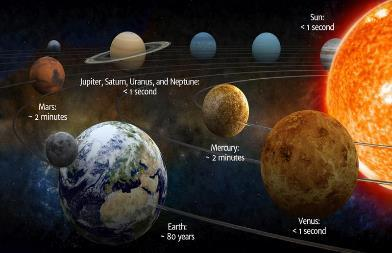 Sun:
< 1 second
Jupiter, Saturn, Uranus, and Neptune:
< 1 second
Mars:
~ 2 minutes
Mercury:
~ 2 minutes
Venus:
< 1 second
Earth:
~ 80 years